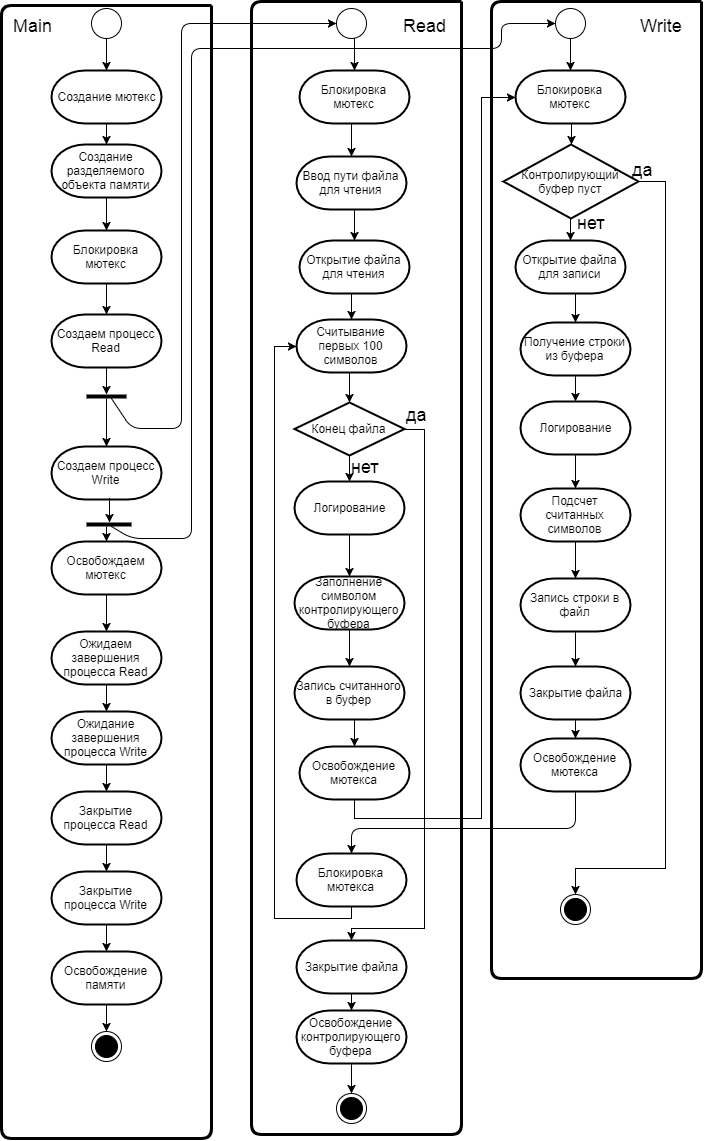 Main
Создание мютекс
Создание
разделяемого
объекта памяти
Блокировка
мютекс
Создаем процесс
Read
Создаем процесс
Write
Освобождаем
мютекс
Ожидаем
завершения
процесса Read
Ожидание
завершения
процесса Write
Закрытие
процесса Read
Закрытие
процесса Write
Освобождение
памяти
Read
Блокировка
мютекс
Ввод пути файла
для чтения
Открытие файла
для чтения
Считывание
первых 100
символов
Конец файла
да
нет
Логирование
Заполнение
символом
контролирующего
буфера
Запись считанного
в буфер
Освобождение
мютекса
Блокировка
мютекса
Закрытие файла
Освобождение
контролирующего
буфера
Write
Блокировка
мютекс
Контролирующий
буфер пуст
да
нет
Открытие файла
для записи
Получение строки
из буфера
Логирование
Подсчет
считанных
символов
Запись строки в
файл
Закрытие файла
Освобождение
мютекса